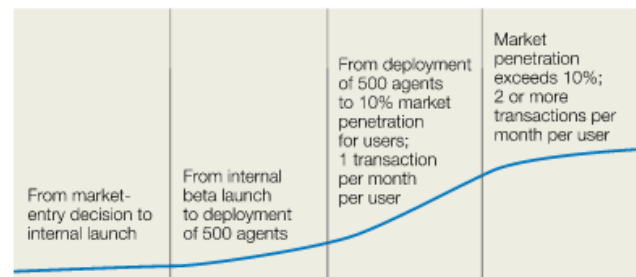 From market-
entry decision to
internal launch
From internal
beta launch
to deployment
of 500 agents
From deployment
of 500 agents
to 10% market
penetration
for users;
1 transaction
per month
per user
Market
penetration
exceeds 10%;
2 or more
transactions per
month per user